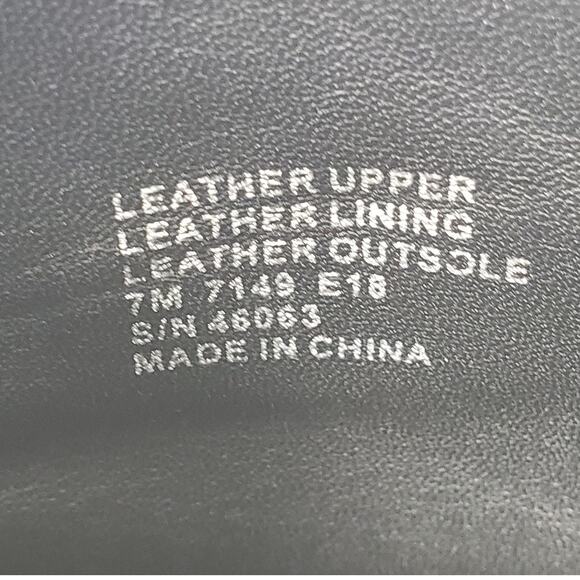 LEATHER UPPER
LEATHER LINING
LEATHER OUTSOLE
7M 7149 E18
S/N 46063
MADE IN CHINA